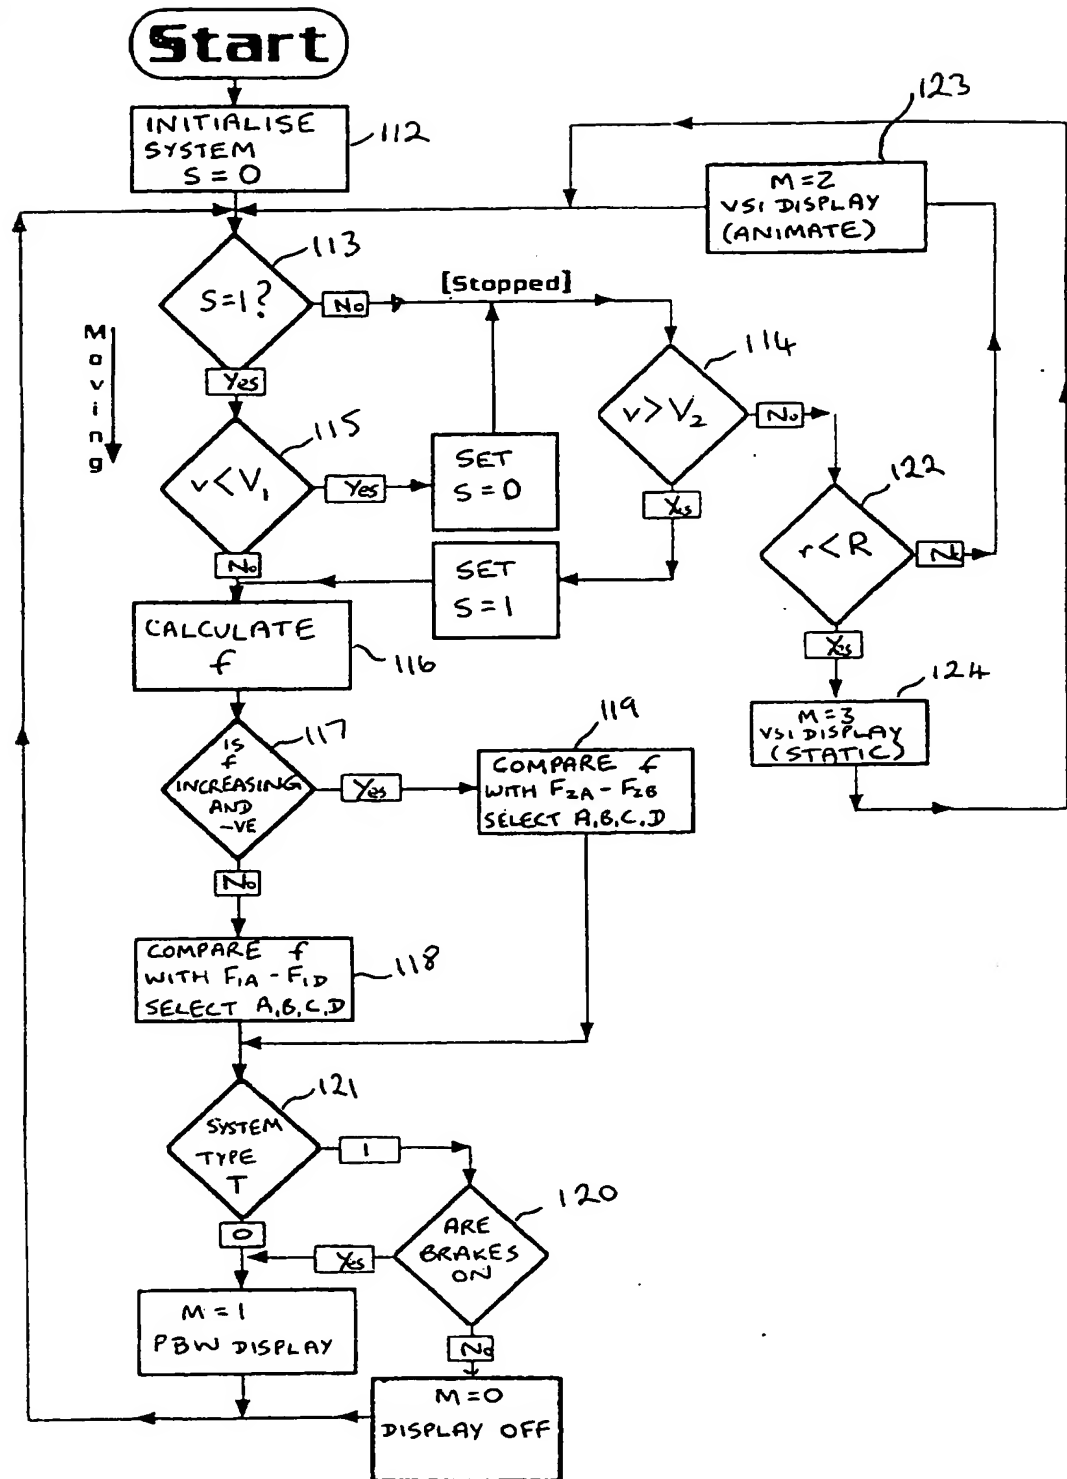 Start
INITIALISE
SYSTEM
S = 0
112
123
M=2
VSI DISPLAY
(ANIMATE)
113
S=1?
No
[Stopped]
Moving
Yes
114
v > V2
No
115
v < V1
Yes
SET
S = 0
122
r < R
No
Yes
No
SET
S = 1
CALCULATE
f
116
Yes
124
M=3
VSI DISPLAY
(STATIC)
117
IS
f
INCREASING
AND
-VE
Yes
119
COMPARE f
WITH F2A - F2B
SELECT A,B,C,D
No
COMPARE f
WITH F1A - F1D
SELECT A,B,C,D
118
121
SYSTEM
TYPE
T
1
120
ARE
BRAKES
ON
0
Yes
M = 1
PBW DISPLAY
No
M=0
DISPLAY OFF